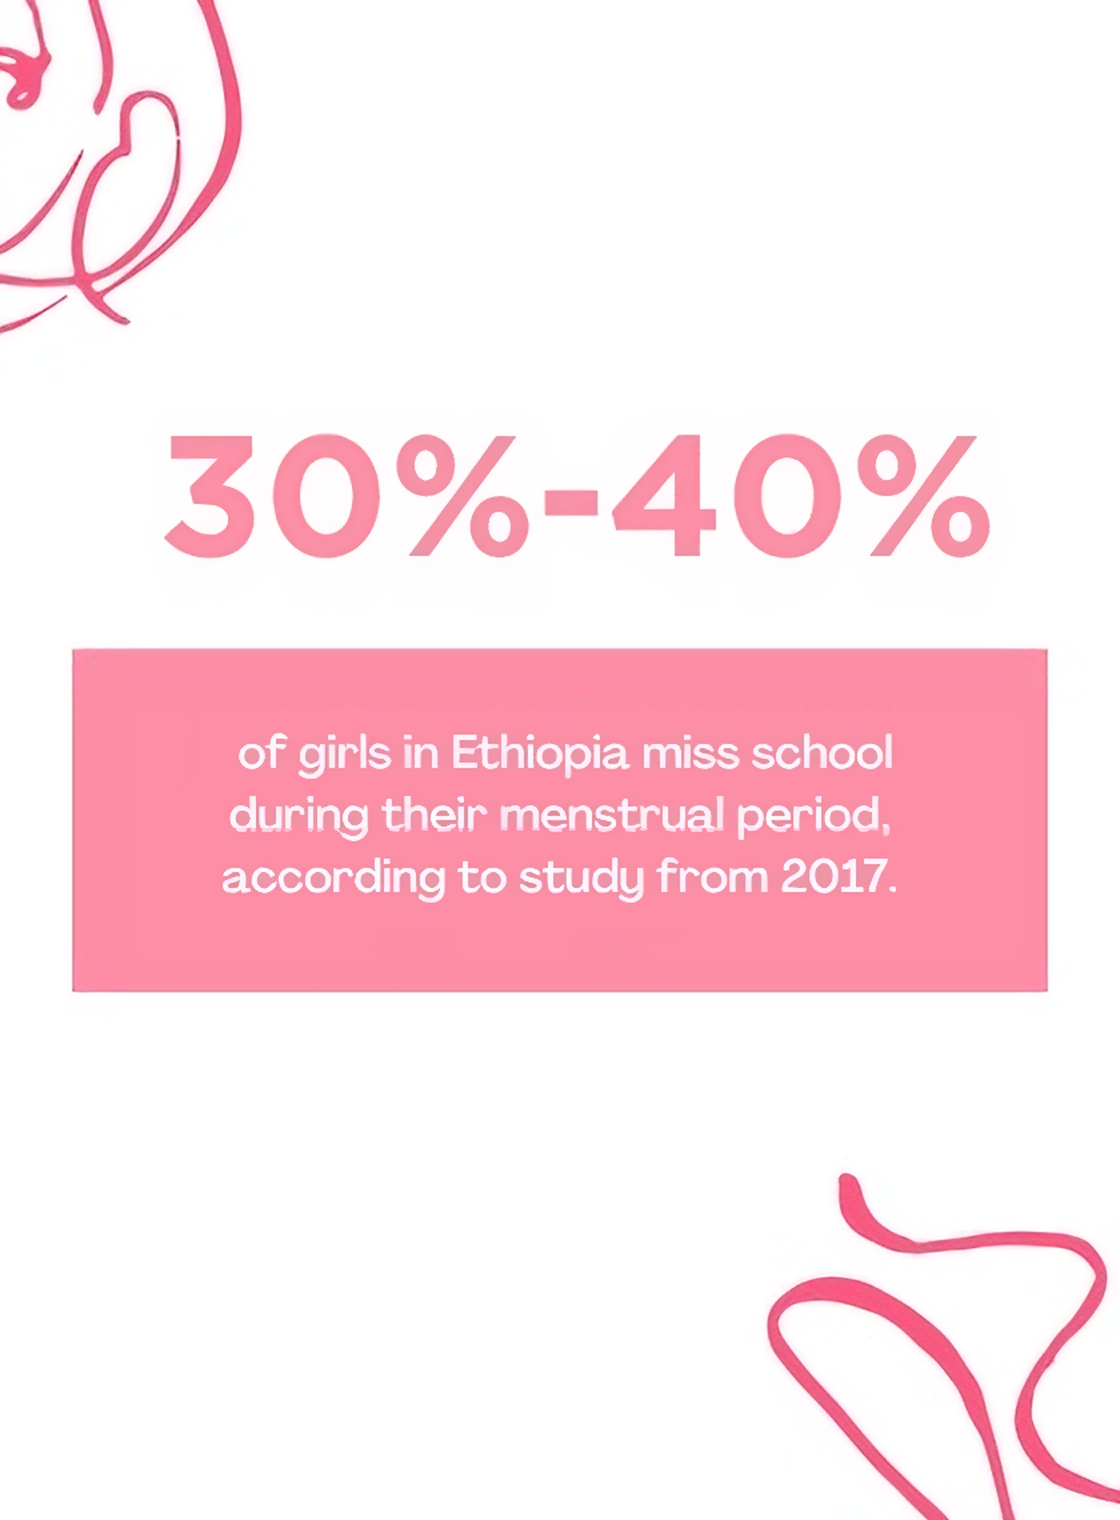 30%-40%
of girls in Ethiopia miss school
during their menstrual period,
according to study from 2017.